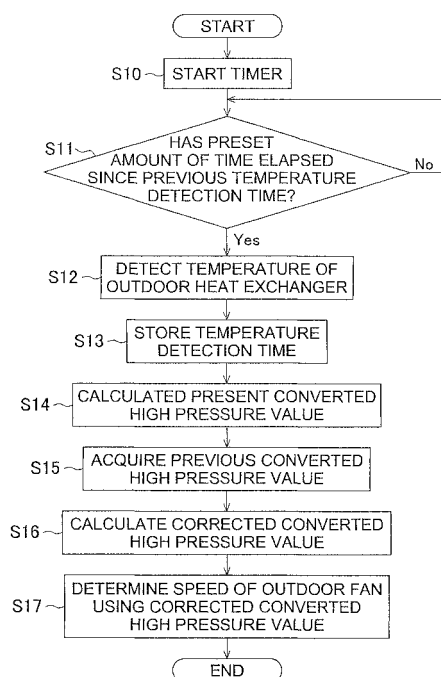 START
S10
START TIMER
S11
HAS PRESET
AMOUNT OF TIME ELAPSED
SINCE PREVIOUS TEMPERATURE
DETECTION TIME?
No
Yes
S12
DETECT TEMPERATURE OF
OUTDOOR HEAT EXCHANGER
S13
STORE TEMPERATURE
DETECTION TIME
S14
CALCULATED PRESENT CONVERTED
HIGH PRESSURE VALUE
S15
ACQUIRE PREVIOUS CONVERTED
HIGH PRESSURE VALUE
S16
CALCULATE CORRECTED CONVERTED
HIGH PRESSURE VALUE
S17
DETERMINE SPEED OF OUTDOOR FAN
USING CORRECTED CONVERTED
HIGH PRESSURE VALUE
END